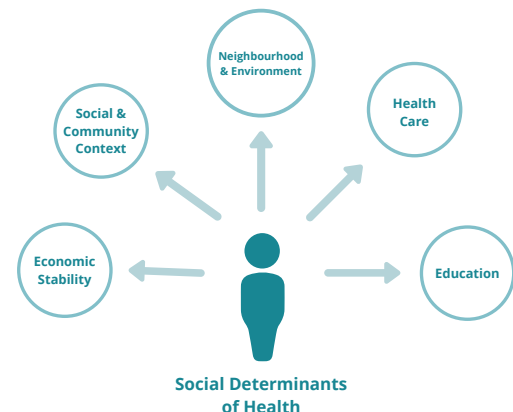 Neighbourhood
& Environment
Social &
Community
Context
Health
Care
Economic
Stability
Education
Social Determinants
of Health